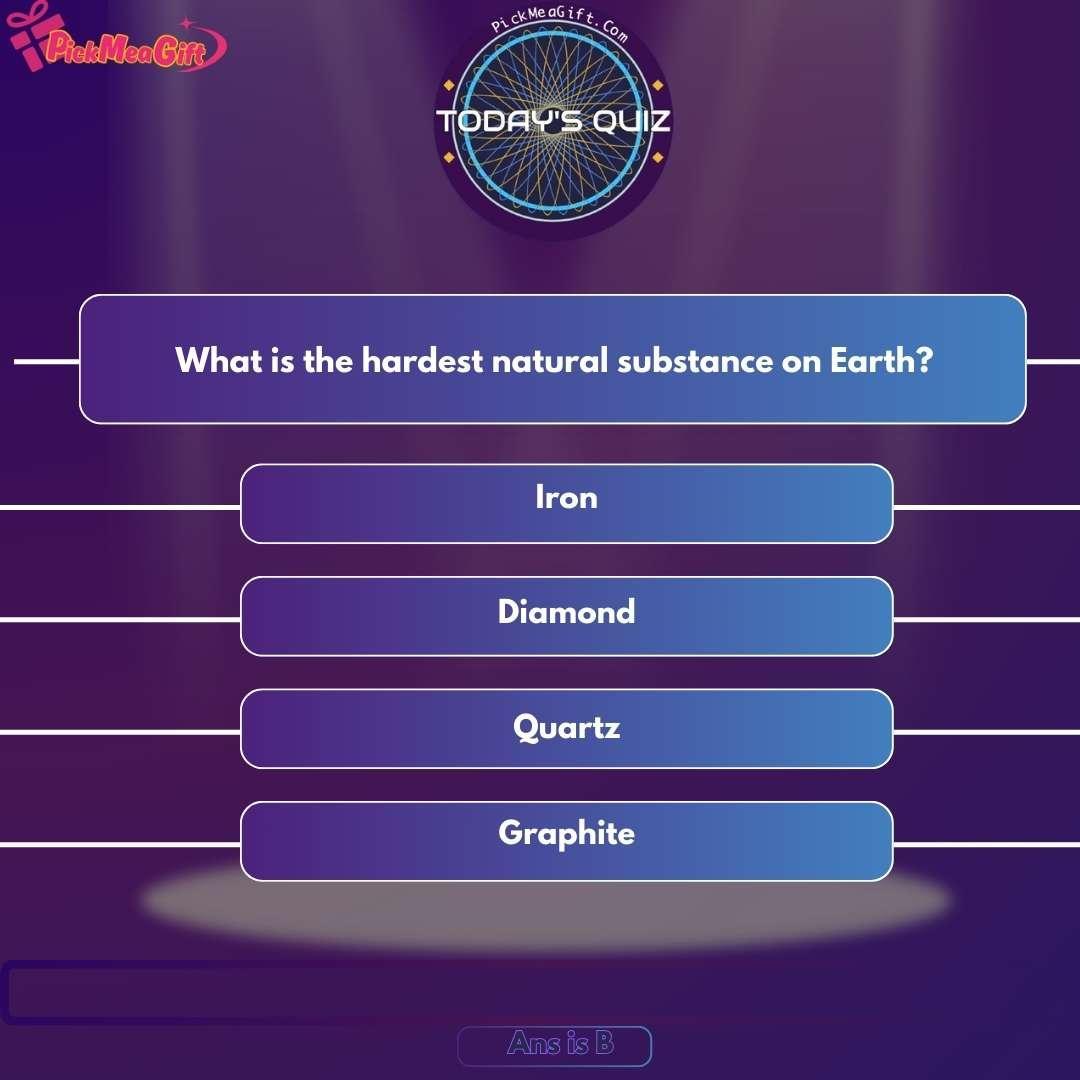 PickMeaGift
PickMeaGift.Com
TODAY'S QUIZ
What is the hardest natural substance on Earth?
Iron
Diamond
Quartz
Graphite
Ans is B